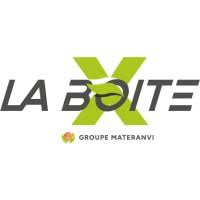 LA BOITE X
GROUPE MATERANVI